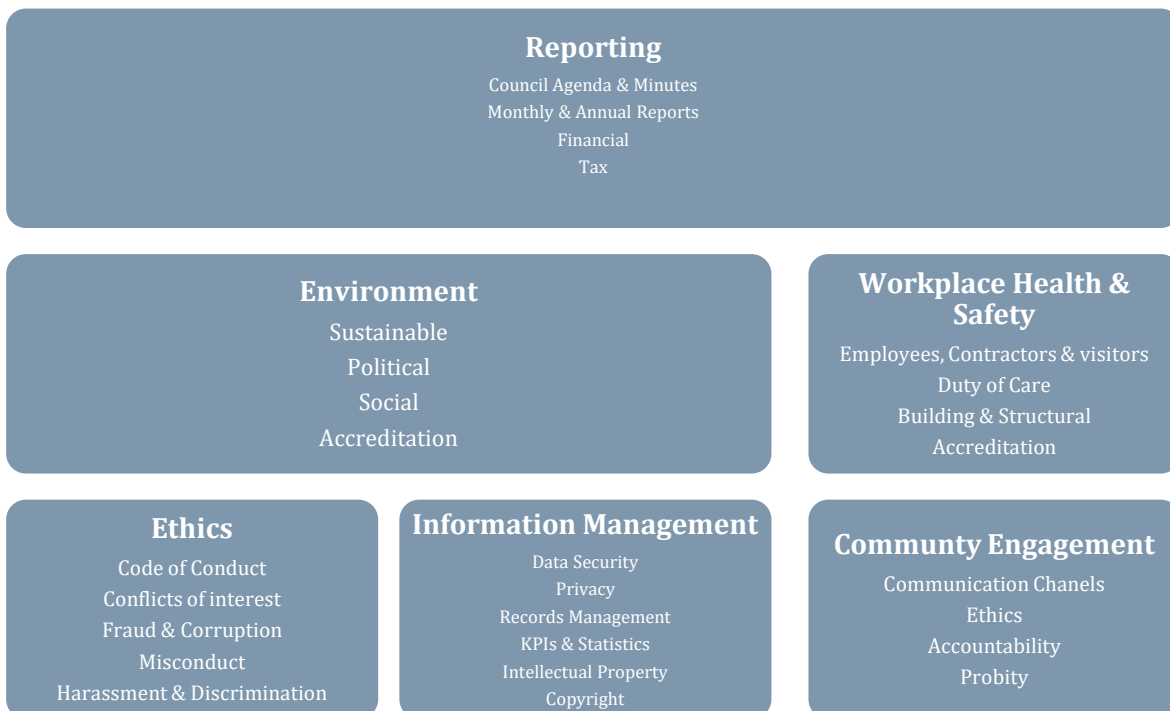 Reporting
Council Agenda & Minutes
Monthly & Annual Reports
Financial
Tax
Environment
Sustainable
Political
Social
Accreditation
Workplace Health &
Safety
Employees, Contractors & visitors
Duty of Care
Building & Structural
Accreditation
Ethics
Code of Conduct
Conflicts of interest
Fraud & Corruption
Misconduct
Harassment & Discrimination
Information Management
Data Security
Privacy
Records Management
KPIs & Statistics
Intellectual Property
Copyright
Communty Engagement
Communication Chanels
Ethics
Accountability
Probity